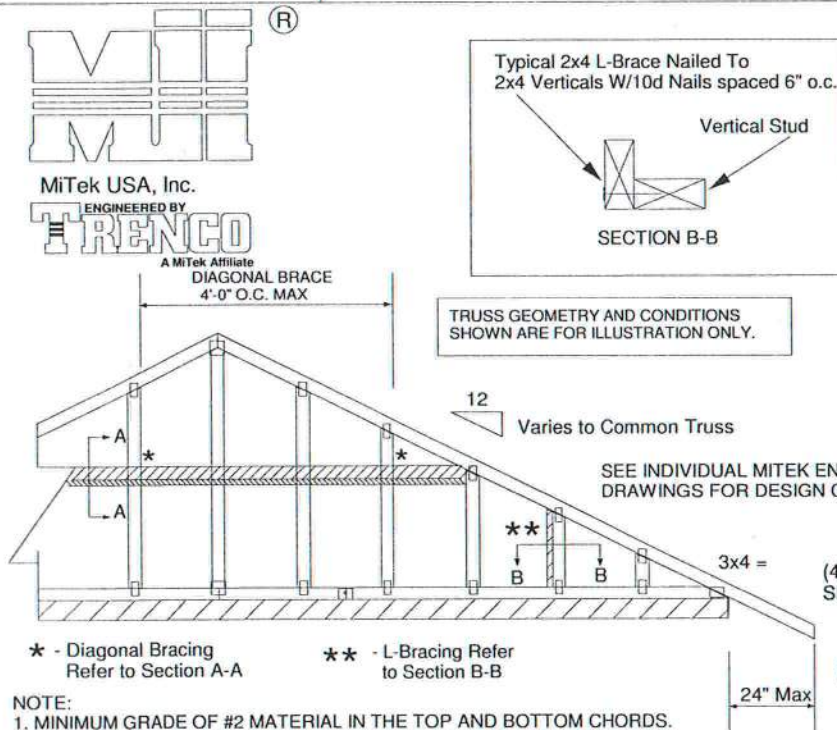 MiTek
®
MiTek USA, Inc.
ENGINEERED BY
TRENCO
A MiTek Affiliate
Typical 2x4 L-Brace Nailed To
2x4 Verticals W/10d Nails spaced 6" o.c.
Vertical Stud
SECTION B-B
DIAGONAL BRACE
4'-0" O.C. MAX
TRUSS GEOMETRY AND CONDITIONS
SHOWN ARE FOR ILLUSTRATION ONLY.
12
Varies to Common Truss
A
*
*
SEE INDIVIDUAL MITEK EN
DRAWINGS FOR DESIGN C
A
**
B
B
3x4 =
(4
S
* - Diagonal Bracing
Refer to Section A-A
** - L-Bracing Refer
to Section B-B
24" Max
NOTE:
1. MINIMUM GRADE OF #2 MATERIAL IN THE TOP AND BOTTOM CHORDS.